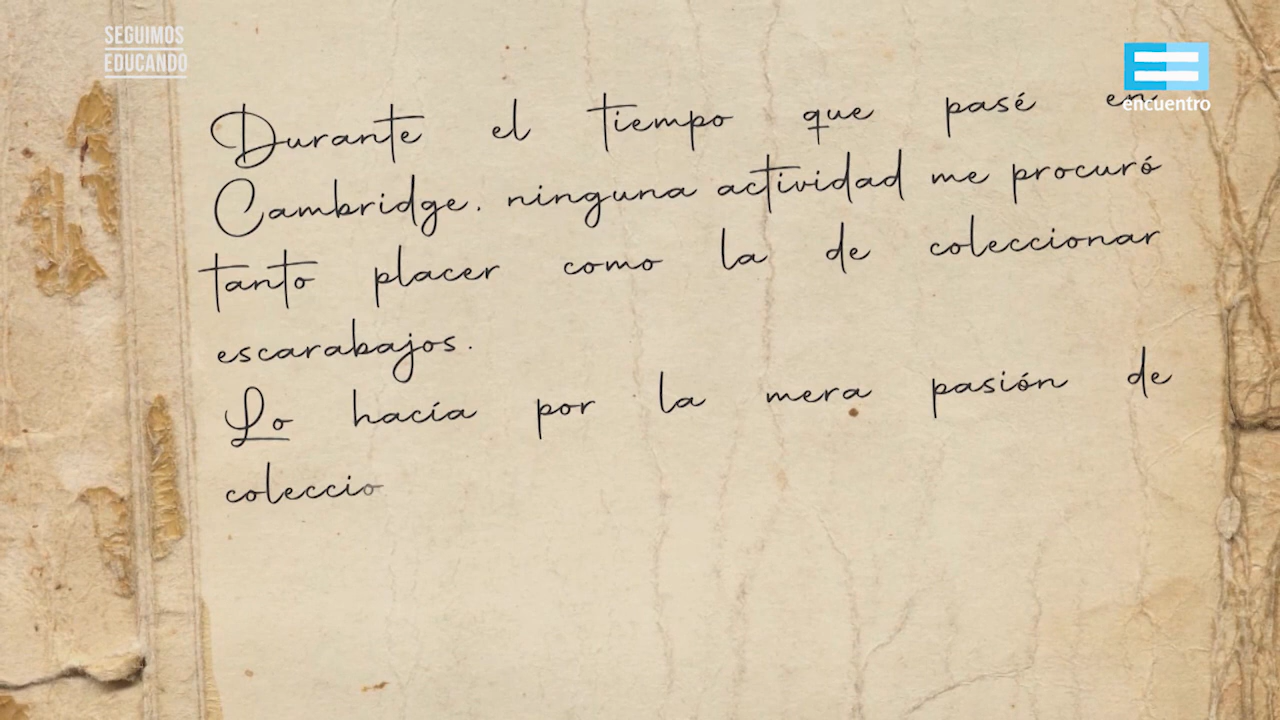 SEGUIMOS
EDUCANDO
encuentro
Durante el tiempo que pasé en
Cambridge. ninguna actividad me procuró
tanto placer como la de coleccionar
escarabajos.
Lo hacía por la mera pasión de
coleccio